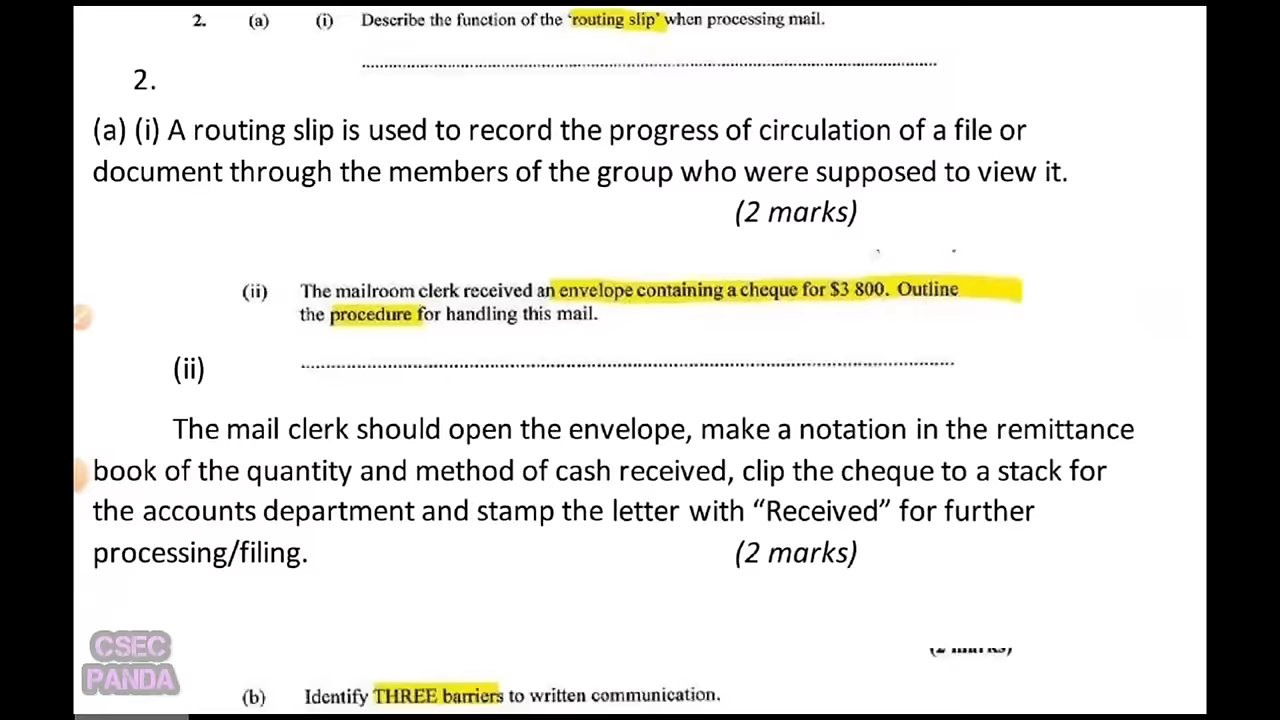 2. (a) (i) Describe the function of the ‘routing slip’ when processing mail.
2.
(a) (i) A routing slip is used to record the progress of circulation of a file or
document through the members of the group who were supposed to view it.
(2 marks)
(ii) The mailroom clerk received an envelope containing a cheque for $3 800. Outline
the procedure for handling this mail.
(ii)
The mail clerk should open the envelope, make a notation in the remittance
book of the quantity and method of cash received, clip the cheque to a stack for
the accounts department and stamp the letter with “Received” for further
processing/filing.
(2 marks)
CSEC
PANDA
(b) Identify THREE barriers to written communication.